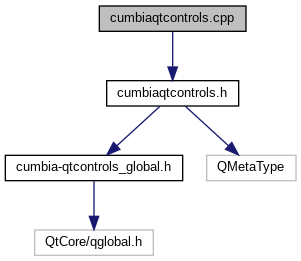 cumbiaqtcontrols.cpp
cumbiaqtcontrols.h
cumbia-qtcontrols_global.h
QMetaType
QtCore/qglobal.h